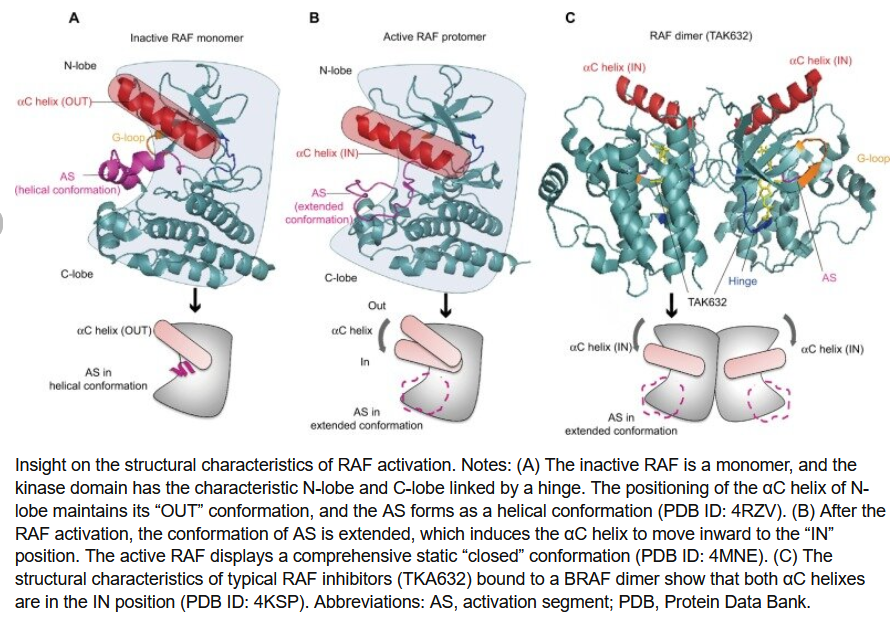 A
Inactive RAF monomer
N-lobe
αC helix (OUT)
G-loop
AS
(helical conformation)
C-lobe
αC helix (OUT)
AS in
helical conformation
B
Active RAF protomer
N-lobe
αC helix (IN)
AS
(extended
conformation)
C-lobe
Out
αC helix
In
AS in
extended conformation
C
RAF dimer (TAK632)
αC helix (IN)
αC helix (IN)
G-loop
Hinge
AS
TAK632
αC helix (IN)
αC helix (IN)
AS in
extended conformation
Insight on the structural characteristics of RAF activation. Notes: (A) The inactive RAF is a monomer, and the
kinase domain has the characteristic N-lobe and C-lobe linked by a hinge. The positioning of the αC helix of N-
lobe maintains its “OUT” conformation, and the AS forms as a helical conformation (PDB ID: 4RZV). (B) After the
RAF activation, the conformation of AS is extended, which induces the αC helix to move inward to the “IN”
position. The active RAF displays a comprehensive static “closed” conformation (PDB ID: 4MNE). (C) The
structural characteristics of typical RAF inhibitors (TKA632) bound to a BRAF dimer show that both αC helixes
are in the IN position (PDB ID: 4KSP). Abbreviations: AS, activation segment; PDB, Protein Data Bank.